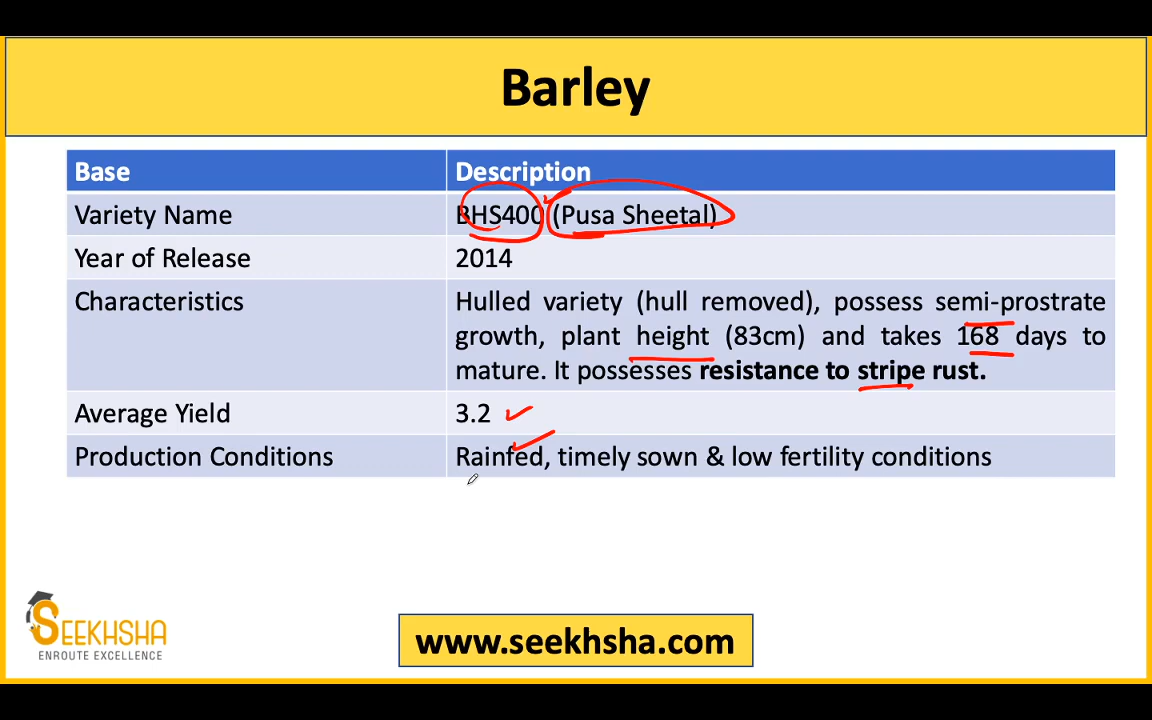 Barley
Base Description
Variety Name BHS400 (Pusa Sheetal)
Year of Release 2014
Characteristics Hulled variety (hull removed), possess semi-prostrate
growth, plant height (83cm) and takes 168 days to
mature. It possesses resistance to stripe rust.
Average Yield 3.2
Production Conditions Rainfed, timely sown & low fertility conditions
SEEKHSHA
ENROUTE EXCELLENCE
www.seekhsha.com